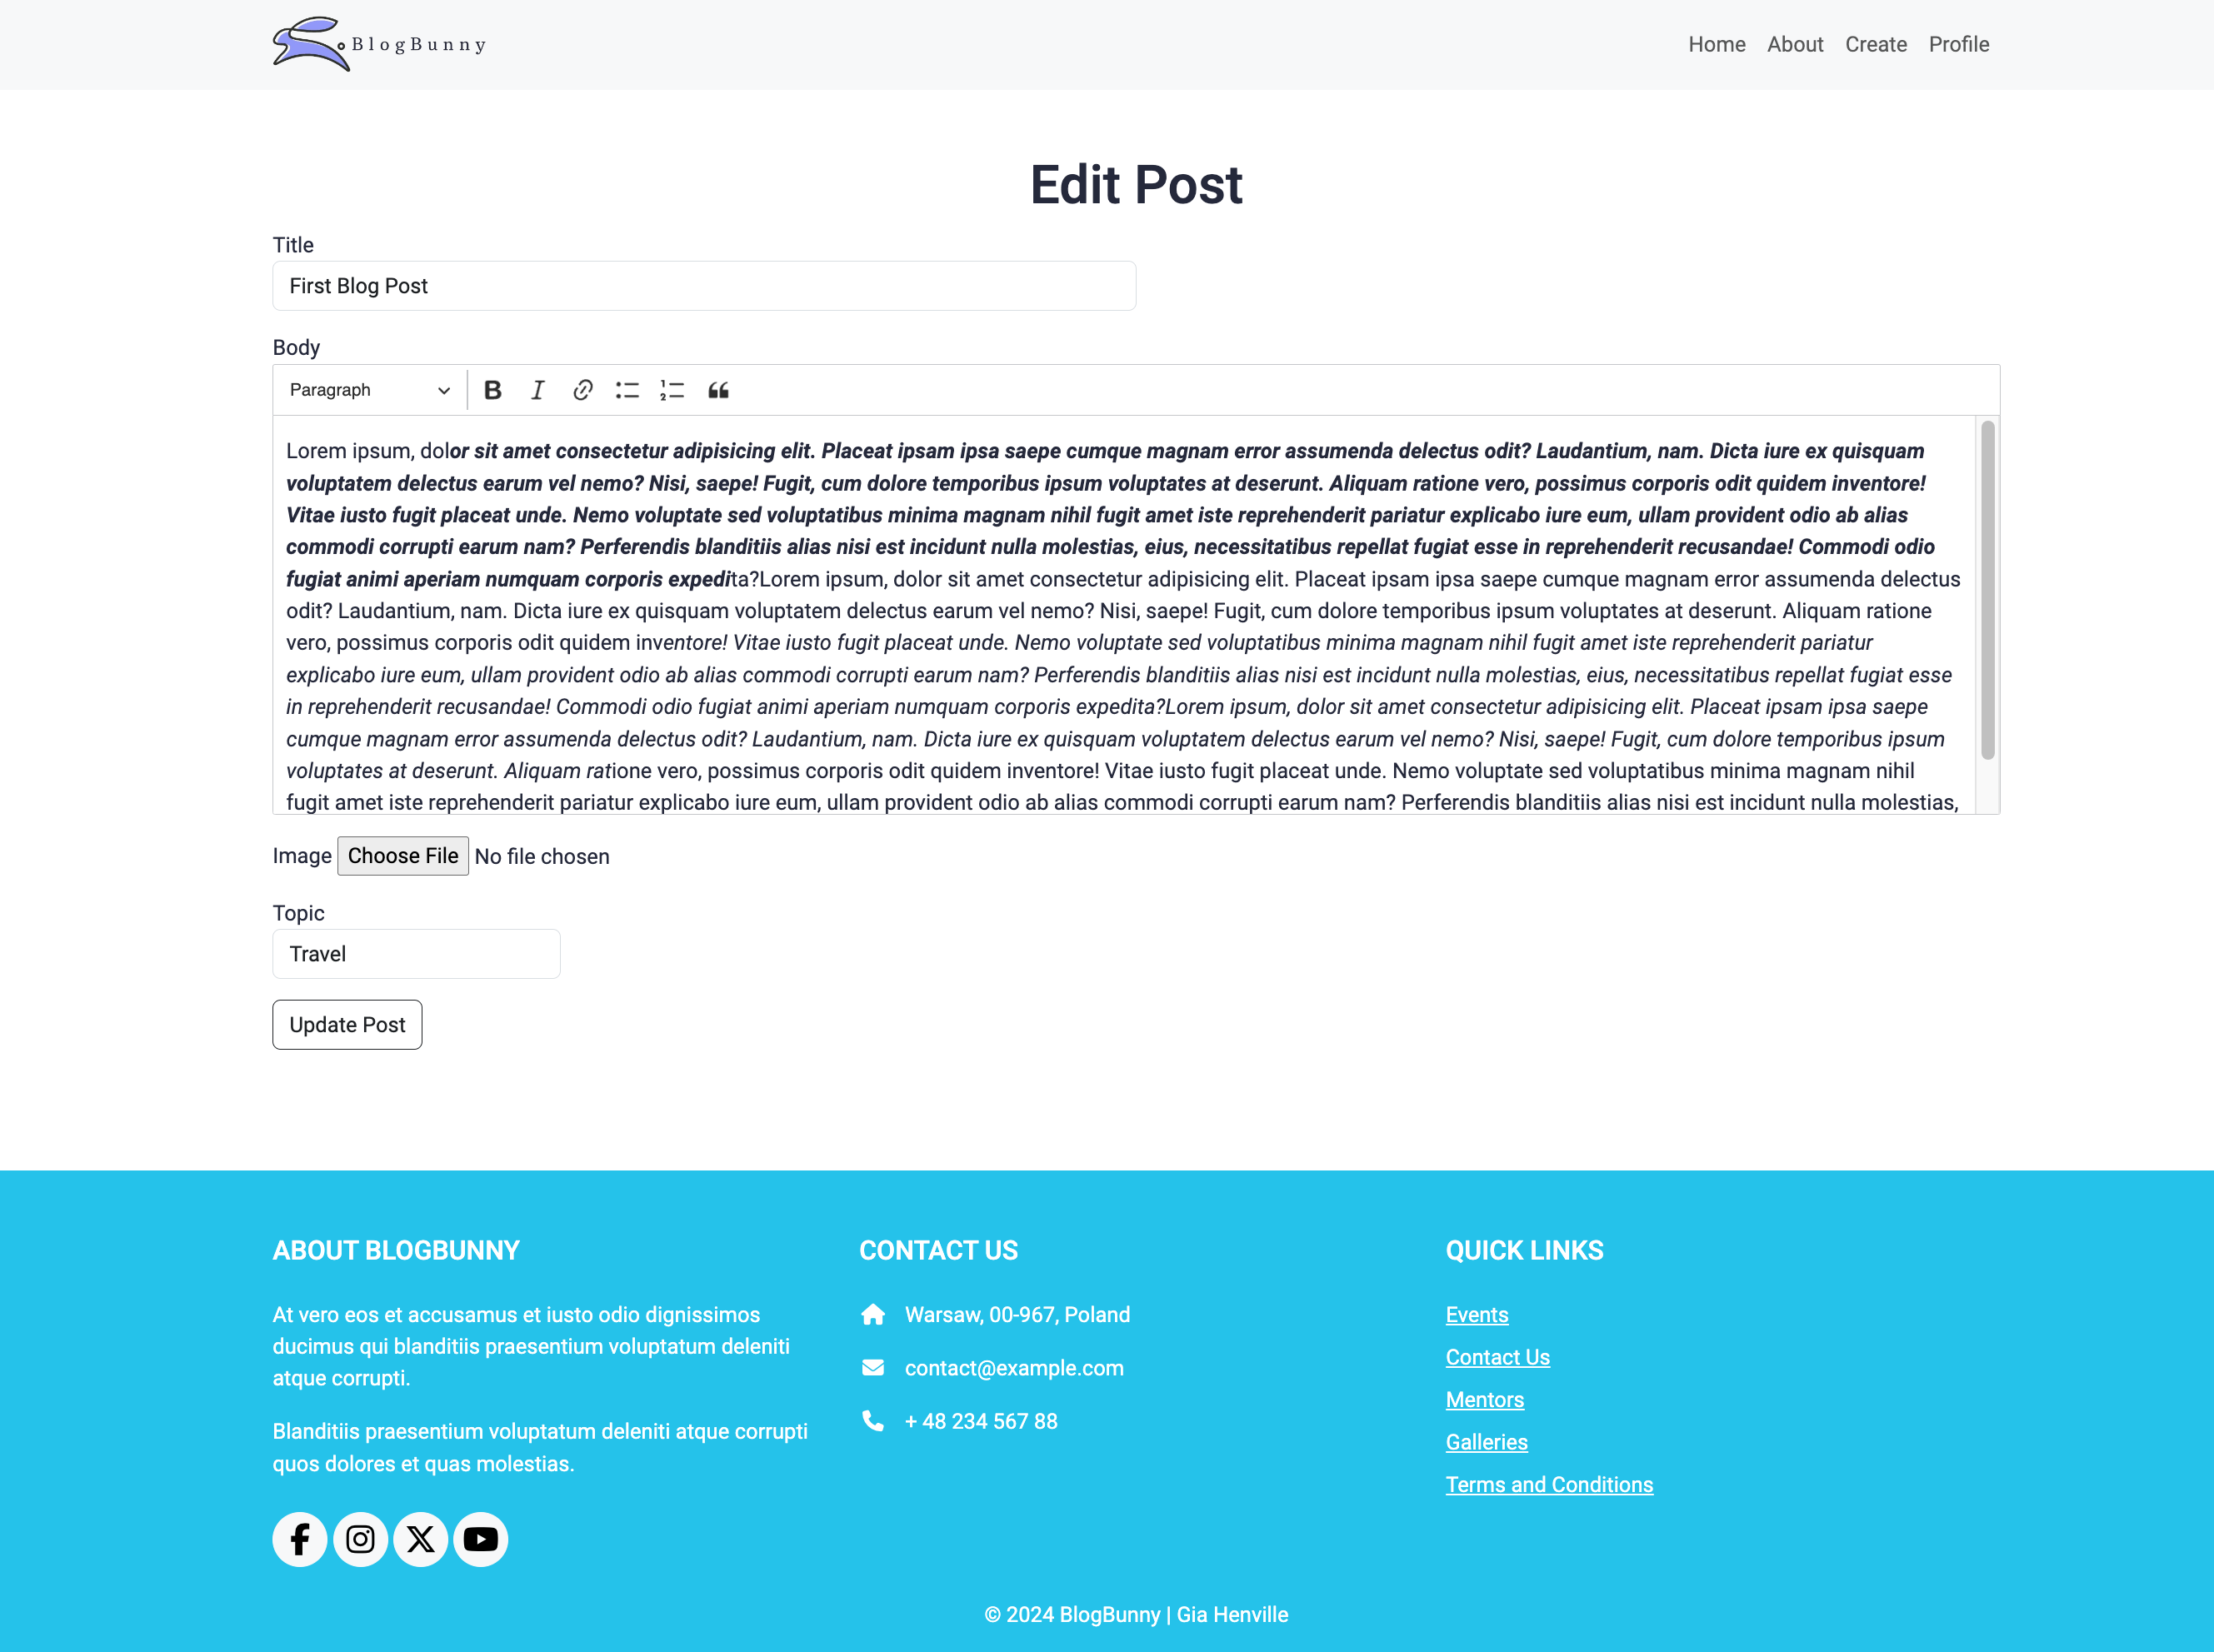 BlogBunny
Home About Create Profile
Edit Post
Title
First Blog Post
Body
Paragraph
Lorem ipsum, dolor sit amet consectetur adipisicing elit. Placeat ipsam ipsa saepe cumque magnam error assumenda delectus odit? Laudantium, nam. Dicta iure ex quisquam
voluptatem delectus earum vel nemo? Nisi, saepe! Fugit, cum dolore temporibus ipsum voluptates at deserunt. Aliquam ratione vero, possimus corporis odit quidem inventore!
Vitae iusto fugit placeat unde. Nemo voluptate sed voluptatibus minima magnam nihil fugit amet iste reprehenderit pariatur explicabo iure eum, ullam provident odio ab alias
commodi corrupti earum nam? Perferendis blanditiis alias nisi est incidunt nulla molestias, eius, necessitatibus repellat fugiat esse in reprehenderit recusandae! Commodi odio
fugiat animi aperiam numquam corporis expedita?Lorem ipsum, dolor sit amet consectetur adipisicing elit. Placeat ipsam ipsa saepe cumque magnam error assumenda delectus
odit? Laudantium, nam. Dicta iure ex quisquam voluptatem delectus earum vel nemo? Nisi, saepe! Fugit, cum dolore temporibus ipsum voluptates at deserunt. Aliquam ratione
vero, possimus corporis odit quidem inventore! Vitae iusto fugit placeat unde. Nemo voluptate sed voluptatibus minima magnam nihil fugit amet iste reprehenderit pariatur
explicabo iure eum, ullam provident odio ab alias commodi corrupti earum nam? Perferendis blanditiis alias nisi est incidunt nulla molestias, eius, necessitatibus repellat fugiat esse
in reprehenderit recusandae! Commodi odio fugiat animi aperiam numquam corporis expedita?Lorem ipsum, dolor sit amet consectetur adipisicing elit. Placeat ipsam ipsa saepe
cumque magnam error assumenda delectus odit? Laudantium, nam. Dicta iure ex quisquam voluptatem delectus earum vel nemo? Nisi, saepe! Fugit, cum dolore temporibus ipsum
voluptates at deserunt. Aliquam ratione vero, possimus corporis odit quidem inventore! Vitae iusto fugit placeat unde. Nemo voluptate sed voluptatibus minima magnam nihil
fugit amet iste reprehenderit pariatur explicabo iure eum, ullam provident odio ab alias commodi corrupti earum nam? Perferendis blanditiis alias nisi est incidunt nulla molestias,
Image Choose File No file chosen
Topic
Travel
Update Post
ABOUT BLOGBUNNY
At vero eos et accusamus et iusto odio dignissimos
ducimus qui blanditiis praesentium voluptatum deleniti
atque corrupti.
Blanditiis praesentium voluptatum deleniti atque corrupti
quos dolores et quas molestias.
CONTACT US
Warsaw, 00-967, Poland
contact@example.com
+ 48 234 567 88
QUICK LINKS
Events
Contact Us
Mentors
Galleries
Terms and Conditions
© 2024 BlogBunny | Gia Henville